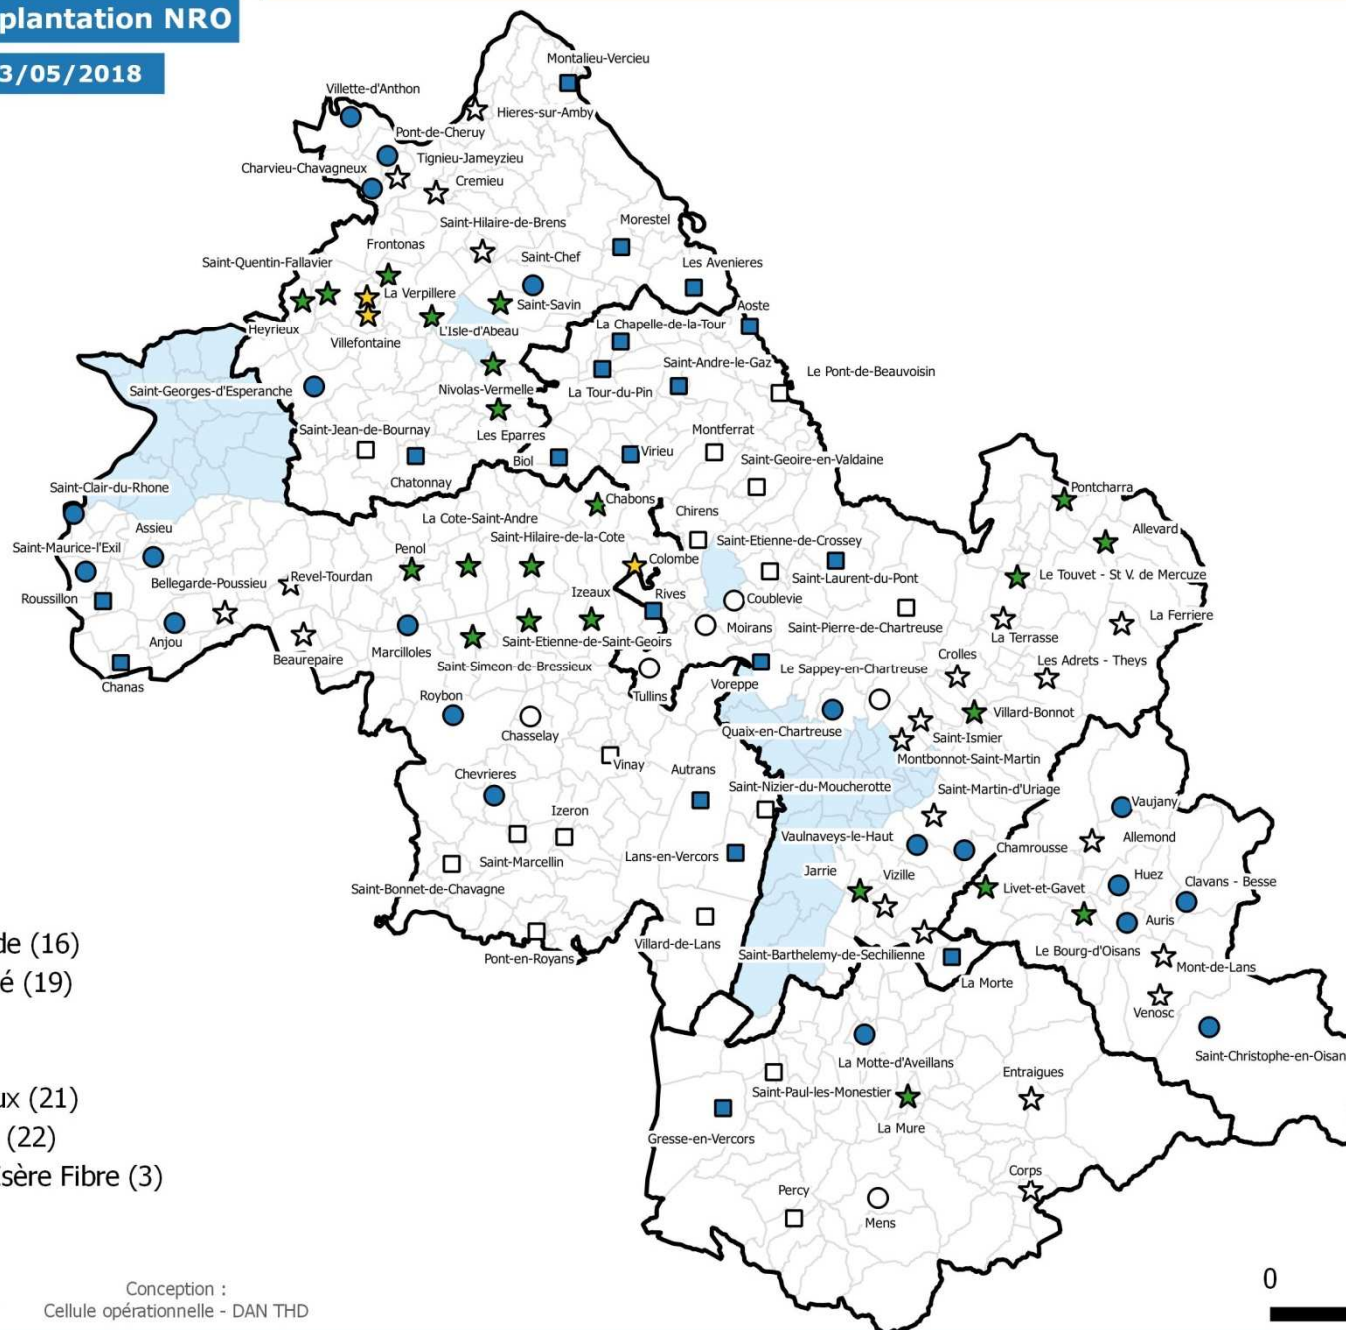 plantation NRO
3/05/2018
Montalieu-Vercieu
Villette-d'Anthon
Hieres-sur-Amby
Pont-de-Cheruy
Tignieu-Jameyzieu
Charvieu-Chavagneux
Cremieu
Saint-Hilaire-de-Brens
Morestel
Frontonas
Saint-Chef
Saint-Quentin-Fallavier
Les Avenieres
La Verpillere
Saint-Savin
Aoste
Heyrieux
L'Isle-d'Abeau
La Chapelle-de-la-Tour
Villefontaine
Saint-Andre-le-Gaz
Le Pont-de-Beauvoisin
Saint-Georges-d'Esperanche
Nivolas-Vermelle
La Tour-du-Pin
Saint-Jean-de-Bournay
Les Eparres
Montferrat
Biol
Virieu
Saint-Geoire-en-Valdaine
Chatonnay
Saint-Clair-du-Rhone
Pontcharra
Chabons
Chirens
La Cote-Saint-Andre
Assieu
Allevard
Saint-Hilaire-de-la-Cote
Saint-Etienne-de-Crossey
Saint-Maurice-l'Exil
Penol
Colombe
Revel-Tourdan
Saint-Laurent-du-Pont
Le Touvet - St V. de Mercuze
Bellegarde-Poussieu
Izeaux
Rives
Roussillon
Coublevie
La Ferriere
Moirans
Saint-Pierre-de-Chartreuse
La Terrasse
Anjou
Saint-Etienne-de-Saint-Geoirs
Marcilloles
Beaurepaire
Crolles
Les Adrets - Theys
Saint-Simeon-de-Bressieux
Le Sappey-en-Chartreuse
Chanas
Voreppe
Tullins
Roybon
Villard-Bonnot
Chasselay
Quaix-en-Chartreuse
Saint-Ismier
Montbonnot-Saint-Martin
Vinay
Autrans
Chevrieres
Saint-Nizier-du-Moucherotte
Saint-Martin-d'Uriage
Vaujany
Izeron
Vaulnaveys-le-Haut
Allemond
Chamrousse
Lans-en-Vercors
Saint-Marcellin
Jarrie
Vizille
Huez
Clavans - Besse
Saint-Bonnet-de-Chavagne
Livet-et-Gavet
Auris
de (16)
Villard-de-Lans
Pont-en-Royans
Saint-Barthelemy-de-Sechilienne
Le Bourg-d'Oisans
Mont-de-Lans
é (19)
La Morte
Venosc
Saint-Christophe-en-Oisan
La Motte-d'Aveillans
Entraigues
Saint-Paul-les-Monestier
ux (21)
La Mure
(22)
Gresse-en-Vercors
sère Fibre (3)
Corps
Percy
Mens
Conception :
Cellule opérationnelle - DAN THD
0